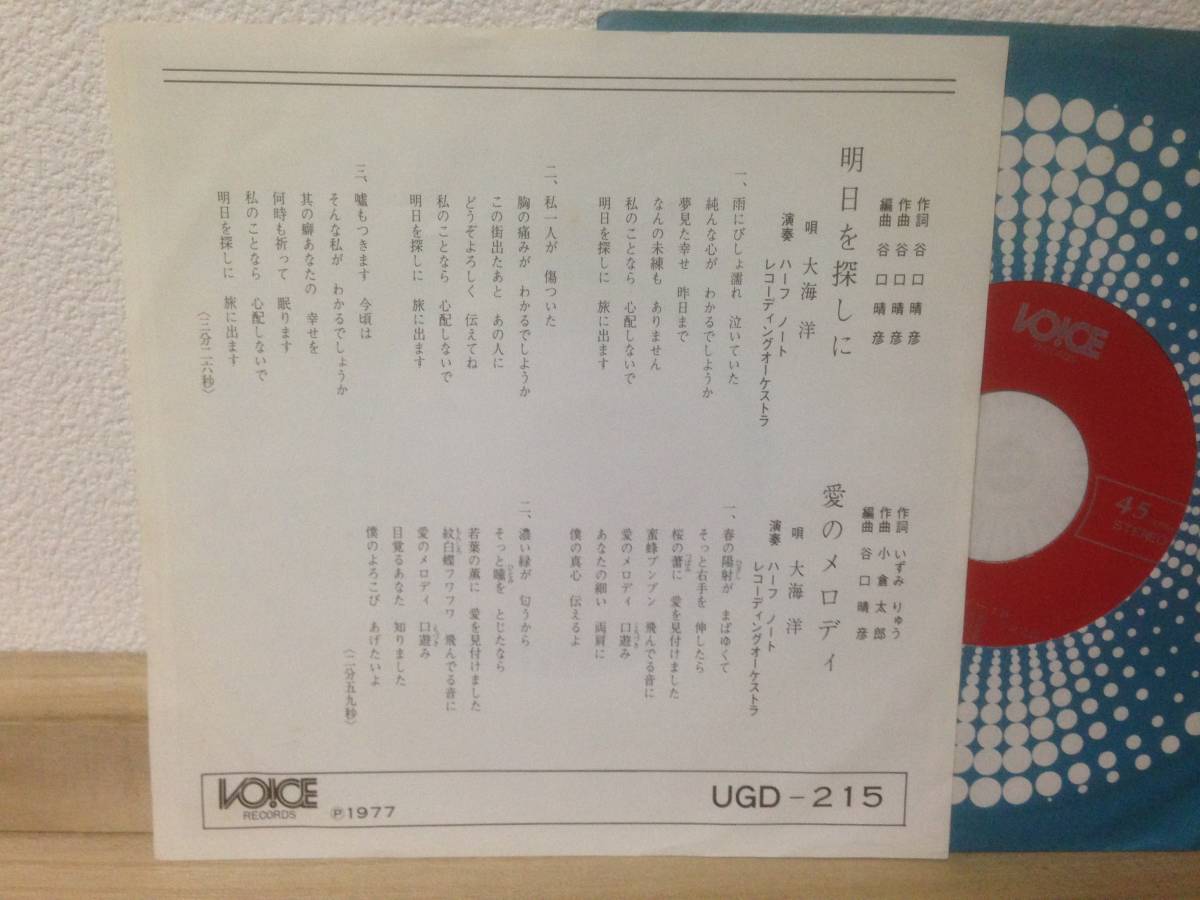 明日を探しに
作詞 谷口晴彦
作曲 谷口晴彦
編曲 谷口晴彦
唄 大海洋
演奏 ハーフ ノート
レコーディングオーケストラ
一、雨にびしょ濡れ 泣いていた
純んな心が わかるでしようか
夢見た幸せ 昨日まで
なんの未練も ありません
私のことなら 心配しないで
明日を探しに 旅に出ます
二、私一人が 傷ついた
胸の痛みが わかるでしようか
この街出たあと あの人に
どうぞよろしく 伝えてね
私のことなら 心配しないで
明日を探しに 旅に出ます
三、嘘もつきます 今頃は
そんな私が わかるでしょうか
其の癖あなたの 幸せを
何時も祈って 眠ります
私のことなら 心配しないで
明日を探しに 旅に出ます
〈三分二六秒〉
愛のメロディ
作詞 いずみ りゅう
作曲 小倉太郎
編曲 谷口晴彦
唄 大海洋
演奏 ハーフ ノート
レコーディングオーケストラ
一、春の陽射が まばゆくて
そっと右手を 伸したら
桜の蕾に 愛を見付けました
蜜蜂ブンブン 飛んでる音に
愛のメロディ 口遊み
あなたの細い 両肩に
僕の真心 伝えるよ
二、濃い緑が 匂うから
そっと瞳を とじたなら
若葉の薫に 愛を見付けました
紋白蝶フワフワ 飛んでる音に
愛のメロディ 口遊み
目覚るあなた 知りました
僕のよろこび あげたいよ
〈二分五九秒〉
VOICE
RECORDS
Ⓟ1977
UGD-215
VOICE
45
STEREO